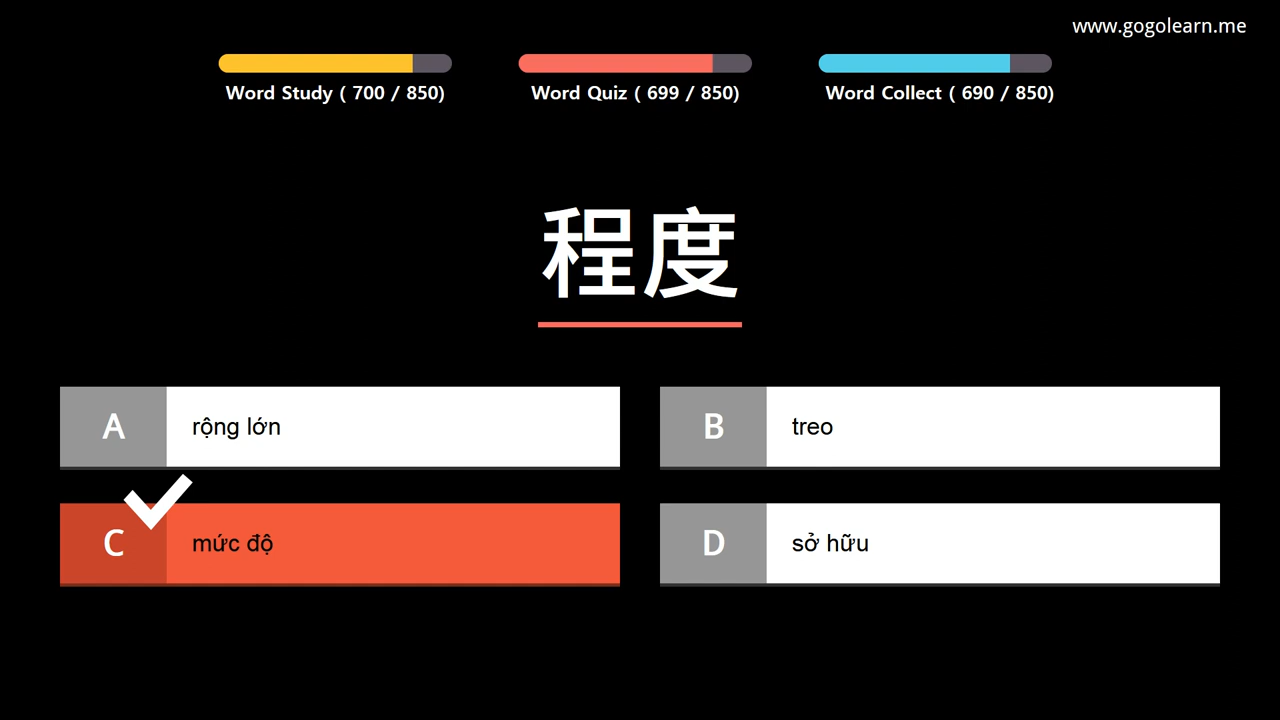 www.gogolearn.me
Word Study ( 700 / 850)
Word Quiz ( 699 / 850)
Word Collect ( 690 / 850)
程度
A
rộng lớn
B
treo
C
mức độ
D
sở hữu